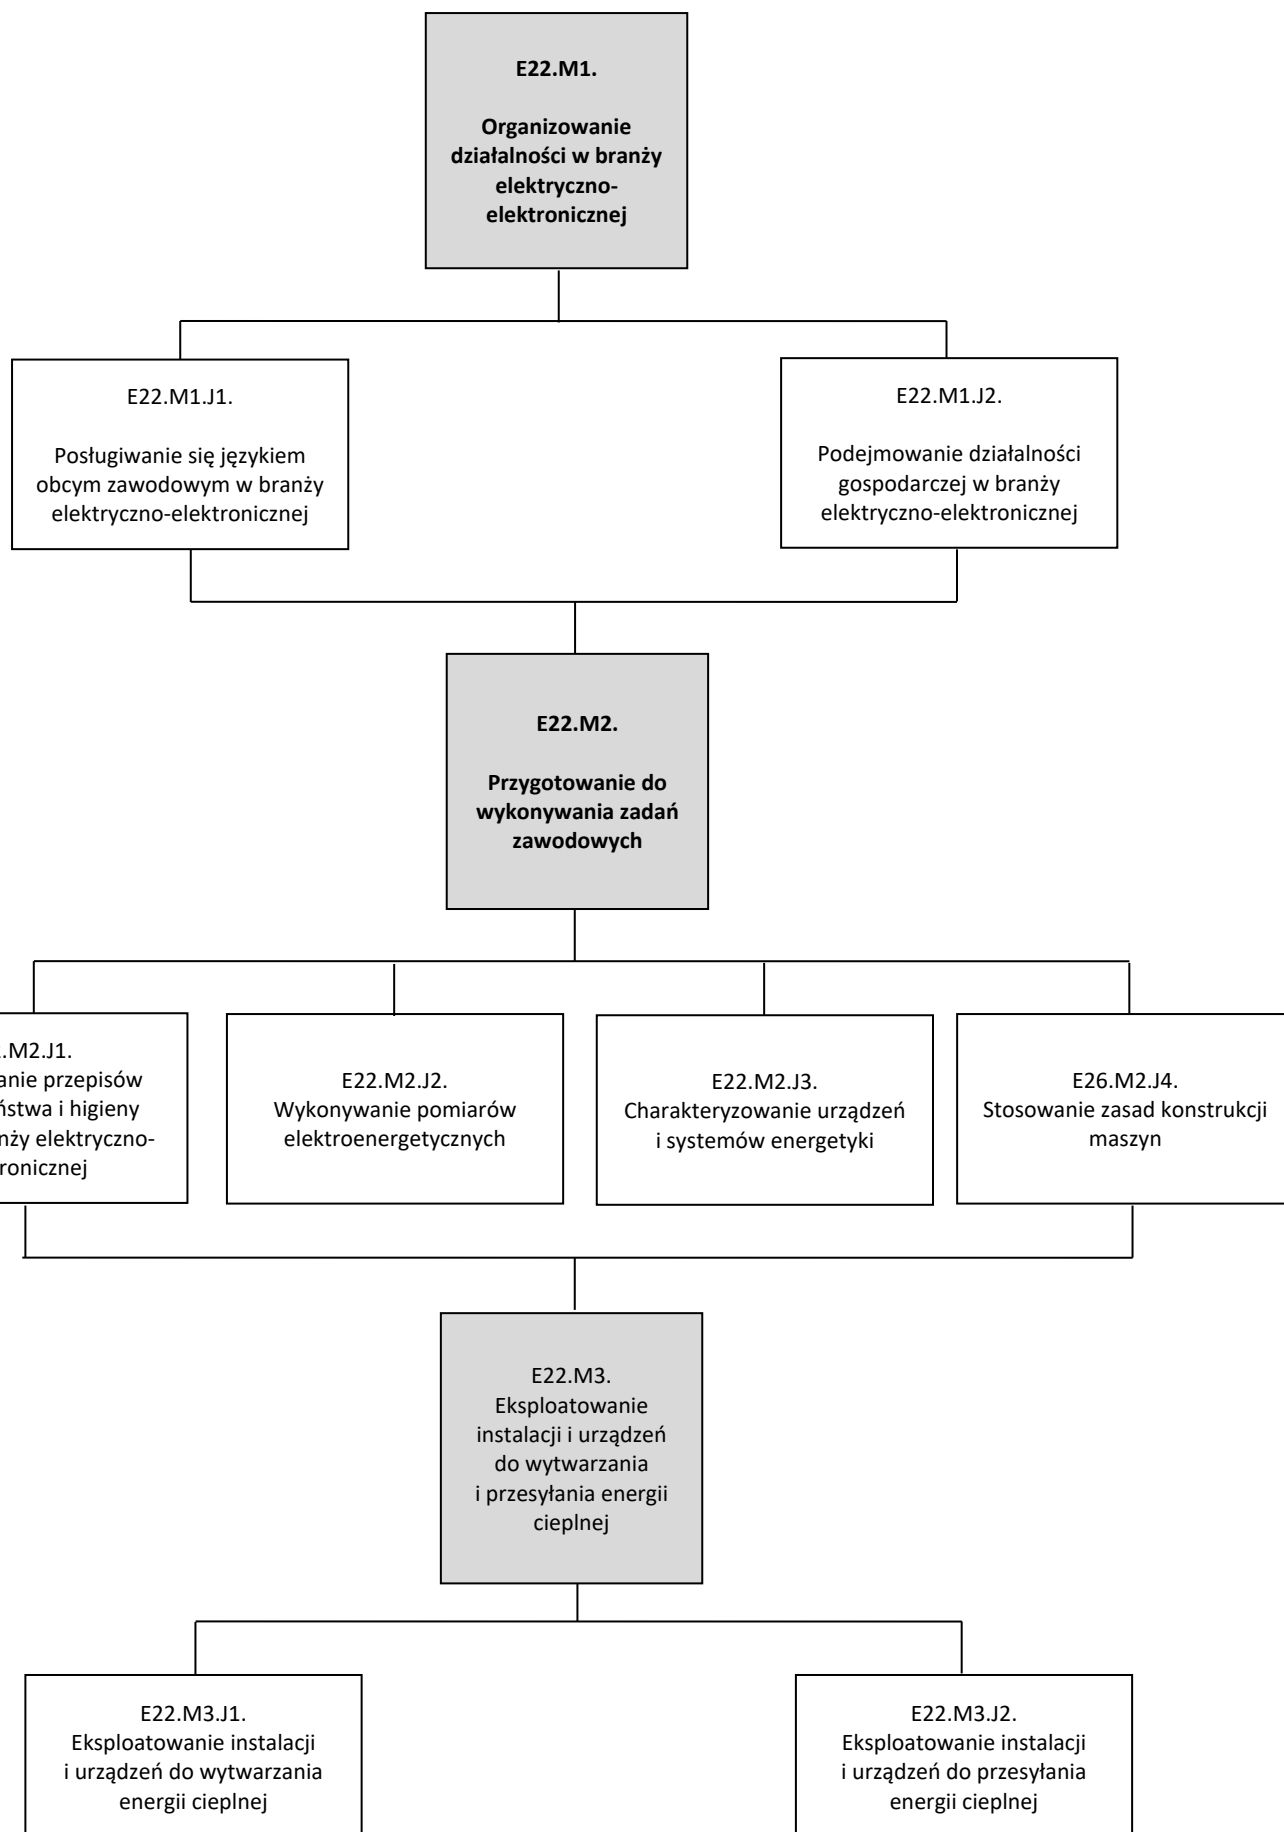 E22.M1.
Organizowanie
działalności w branży
elektryczno-
elektronicznej
E22.M1.J1.
Posługiwanie się językiem
obcym zawodowym w branży
elektryczno-elektronicznej
E22.M1.J2.
Podejmowanie działalności
gospodarczej w branży
elektryczno-elektronicznej
E22.M2.
Przygotowanie do
wykonywania zadań
zawodowych
.M2.J1.
anie przepisów
ństwa i higieny
nży elektryczno-
ronicznej
E22.M2.J2.
Wykonywanie pomiarów
elektroenergetycznych
E22.M2.J3.
Charakteryzowanie urządzeń
i systemów energetyki
E26.M2.J4.
Stosowanie zasad konstrukcji
maszyn
E22.M3.
Eksploatowanie
instalacji i urządzeń
do wytwarzania
i przesyłania energii
cieplnej
E22.M3.J1.
Eksploatowanie instalacji
i urządzeń do wytwarzania
energii cieplnej
E22.M3.J2.
Eksploatowanie instalacji
i urządzeń do przesyłania
energii cieplnej